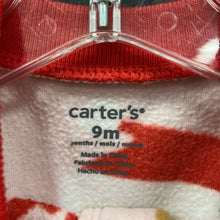 carter's
9m
months / mois / meses
Made in China
Fabriqué en Chine
Hecho en China